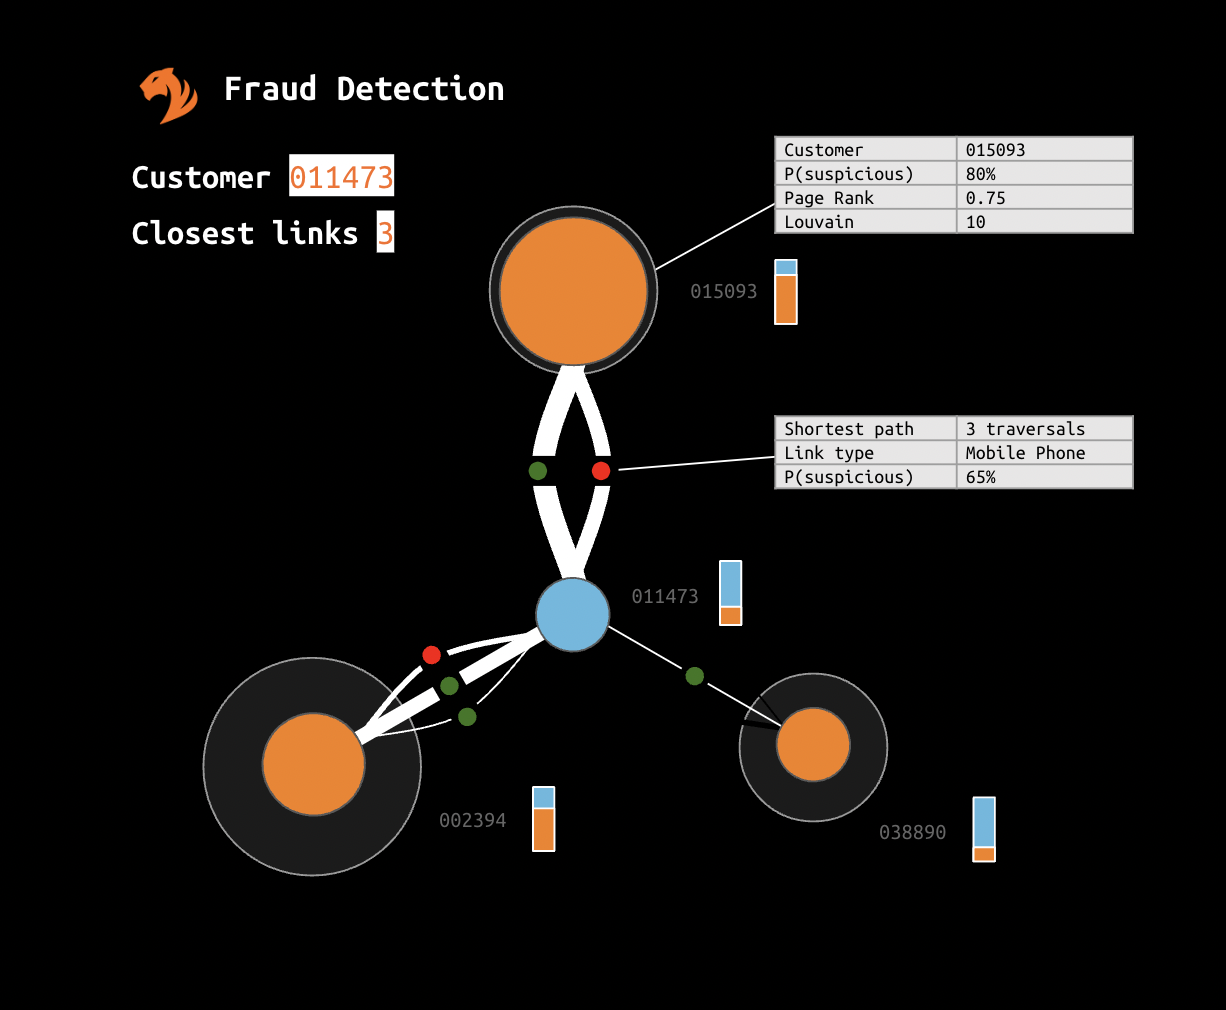 Fraud Detection
Customer 011473
Closest links 3
Customer 015093
P(suspicious) 80%
Page Rank 0.75
Louvain 10
015093
Shortest path 3 traversals
Link type Mobile Phone
P(suspicious) 65%
011473
002394
038890